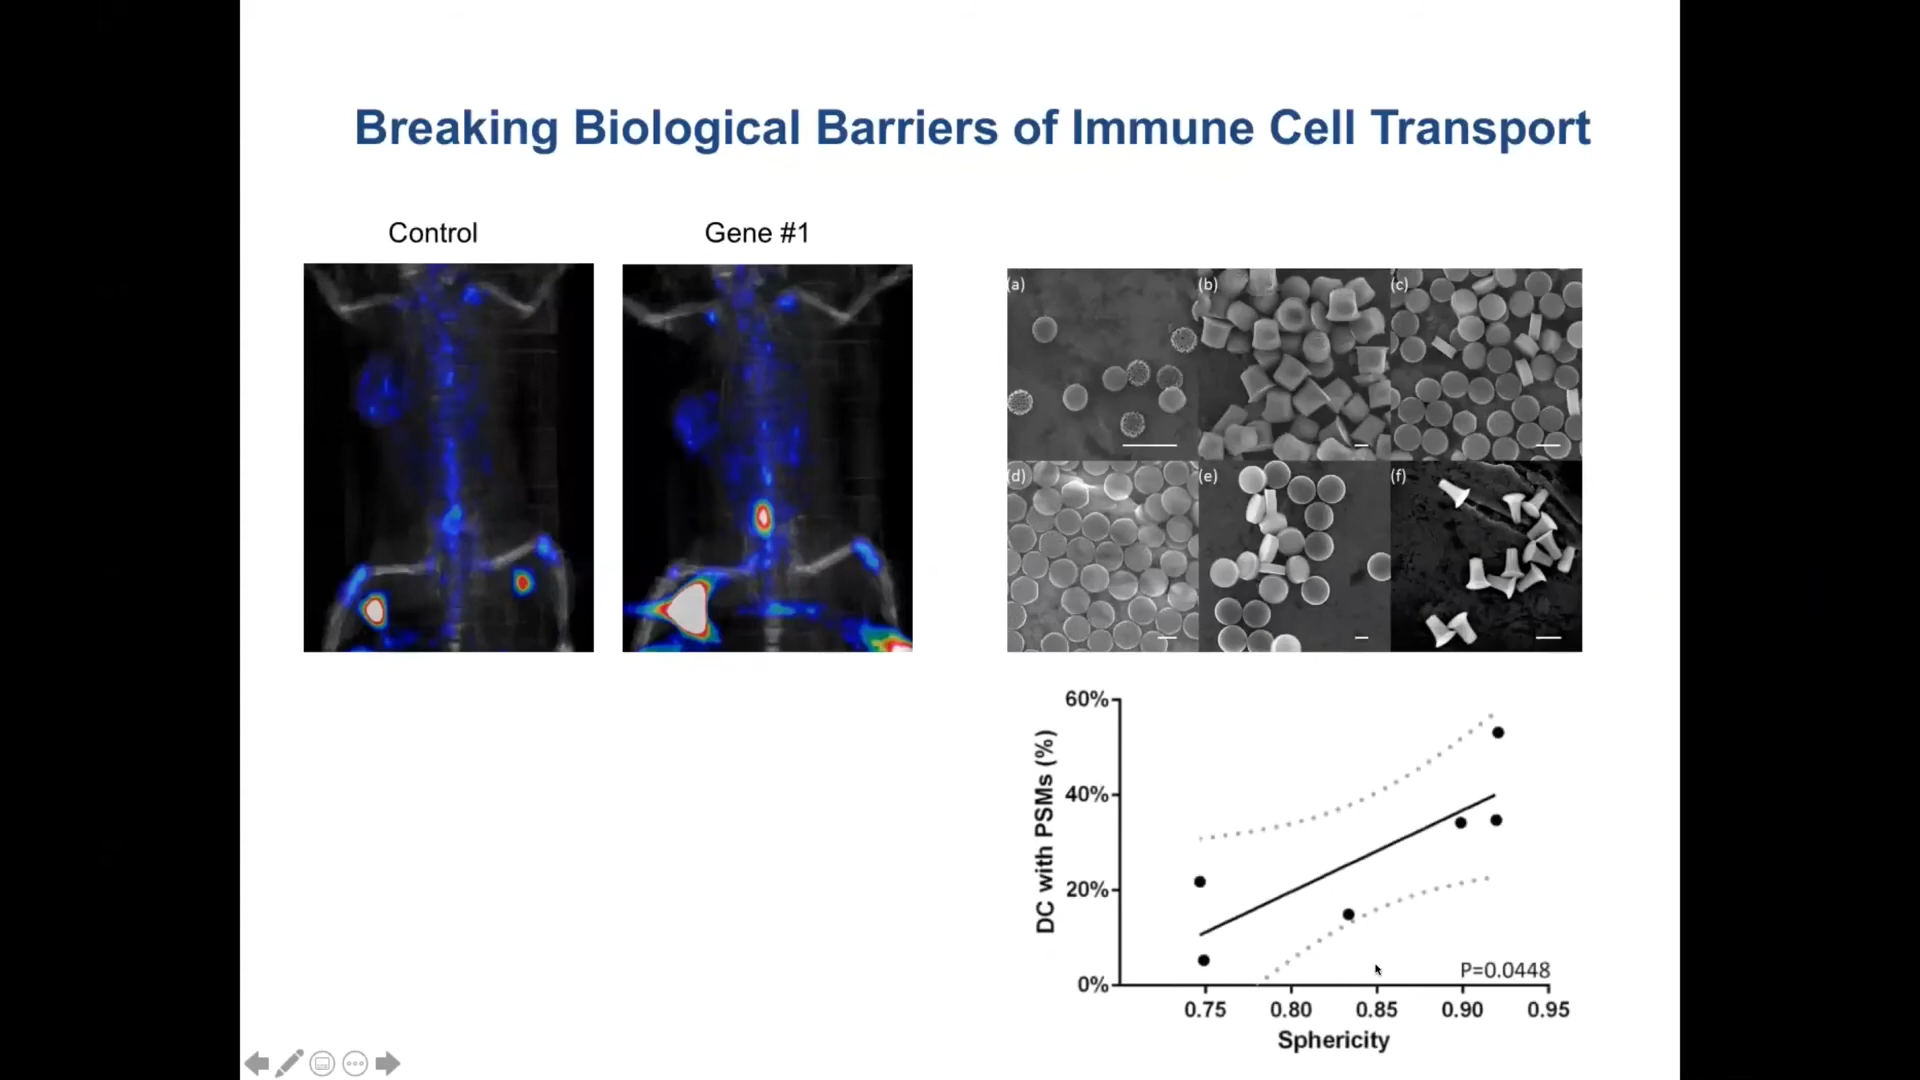 Breaking Biological Barriers of Immune Cell Transport
Control
Gene #1
(a)
(b)
(c)
(d)
(e)
(f)
60%
40%
20%
0%
DC with PSMs (%)
P=0.0448
0.75 0.80 0.85 0.90 0.95
Sphericity